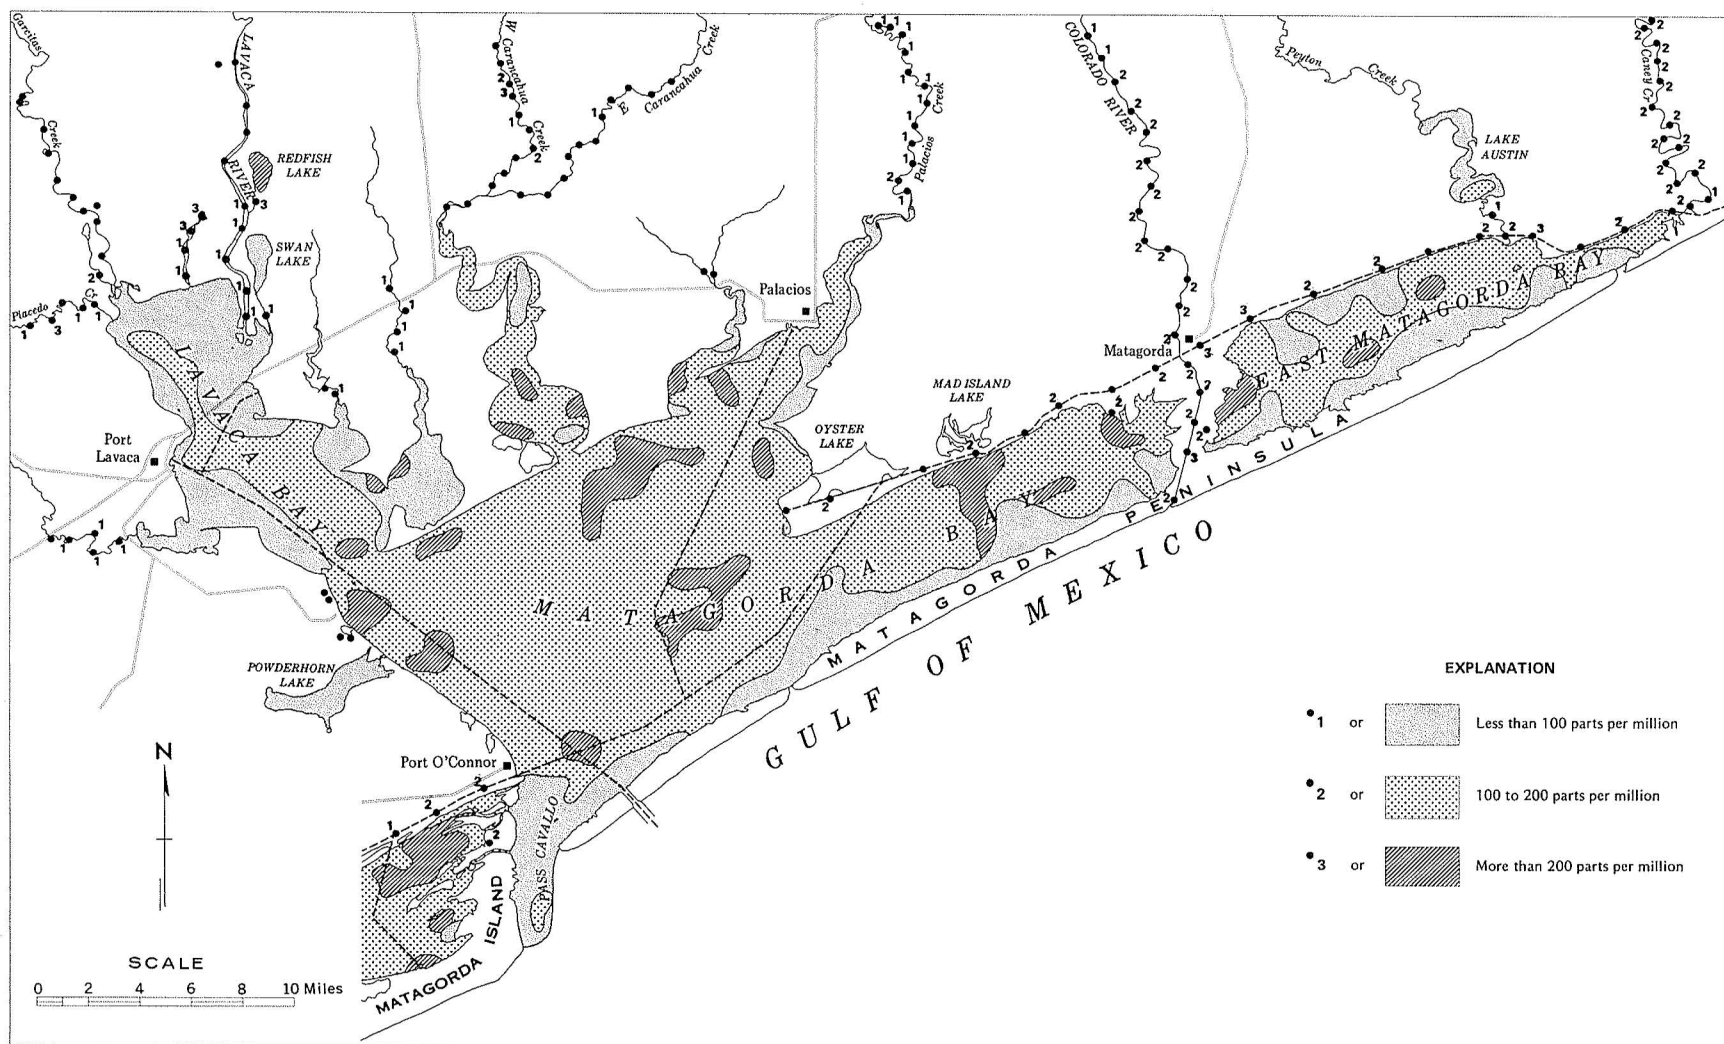 Garcitas
Creek
LAVACA
RIVER
W Carancahua
Creek
E Carancahua Creek
Palacios Creek
COLORADO RIVER
Peyton Creek
Caney Cr
REDFISH
LAKE
SWAN
LAKE
LAKE
AUSTIN
Placedo Cr
Palacios
Matagorda
MAD ISLAND
LAKE
OYSTER
LAKE
Port
Lavaca
LAVACA BAY
EAST MATAGORDA BAY
MATAGORDA BAY
MATAGORDA PENINSULA
GULF OF MEXICO
POWDERHORN
LAKE
Port O'Connor
PASS CAVALLO
MATAGORDA ISLAND
N
SCALE
0 2 4 6 8 10 Miles
EXPLANATION
1 or Less than 100 parts per million
2 or 100 to 200 parts per million
3 or More than 200 parts per million